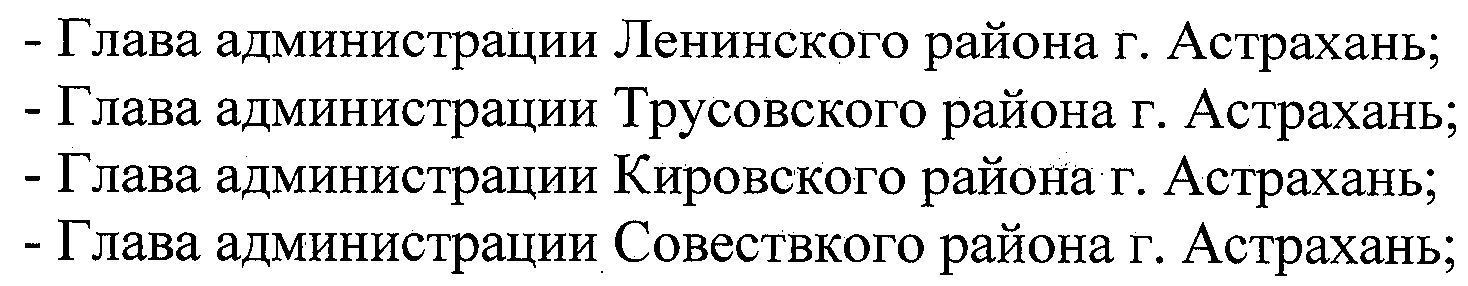 - Глава администрации Ленинского района г. Астрахань;
- Глава администрации Трусовского района г. Астрахань;
- Глава администрации Кировского района г. Астрахань;
- Глава администрации Совествкого района г. Астрахань;